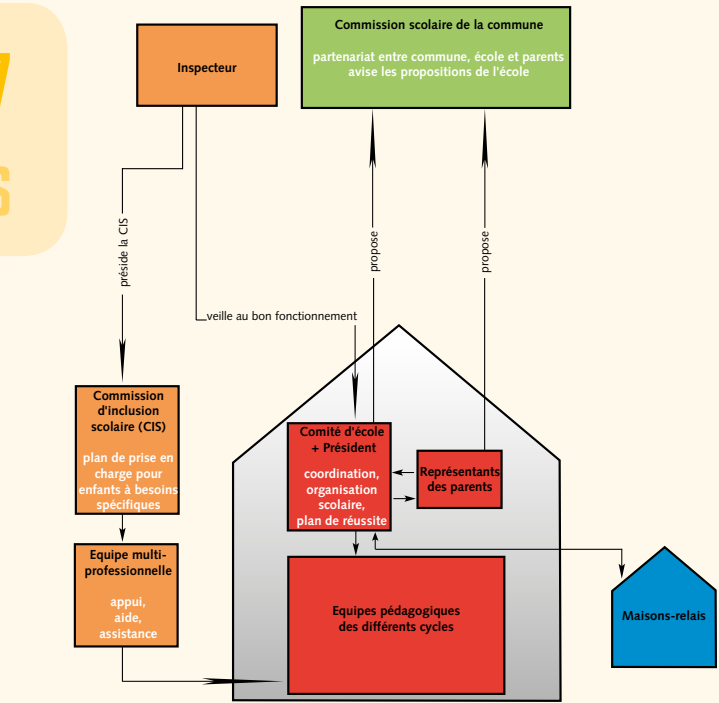 7
S
Inspecteur
Commission scolaire de la commune
partenariat entre commune, école et parents
avise les propositions de l'école
préside la CIS
propose
propose
veille au bon fonctionnement
Commission
d'inclusion
scolaire (CIS)
plan de prise en
charge pour
enfants à besoins
spécifiques
Comité d'école
+ Président
coordination,
organisation
scolaire,
plan de réussite
Représentants
des parents
Equipe multi-
professionnelle
appui,
aide,
assistance
Equipes pédagogiques
des différents cycles
Maisons-relais